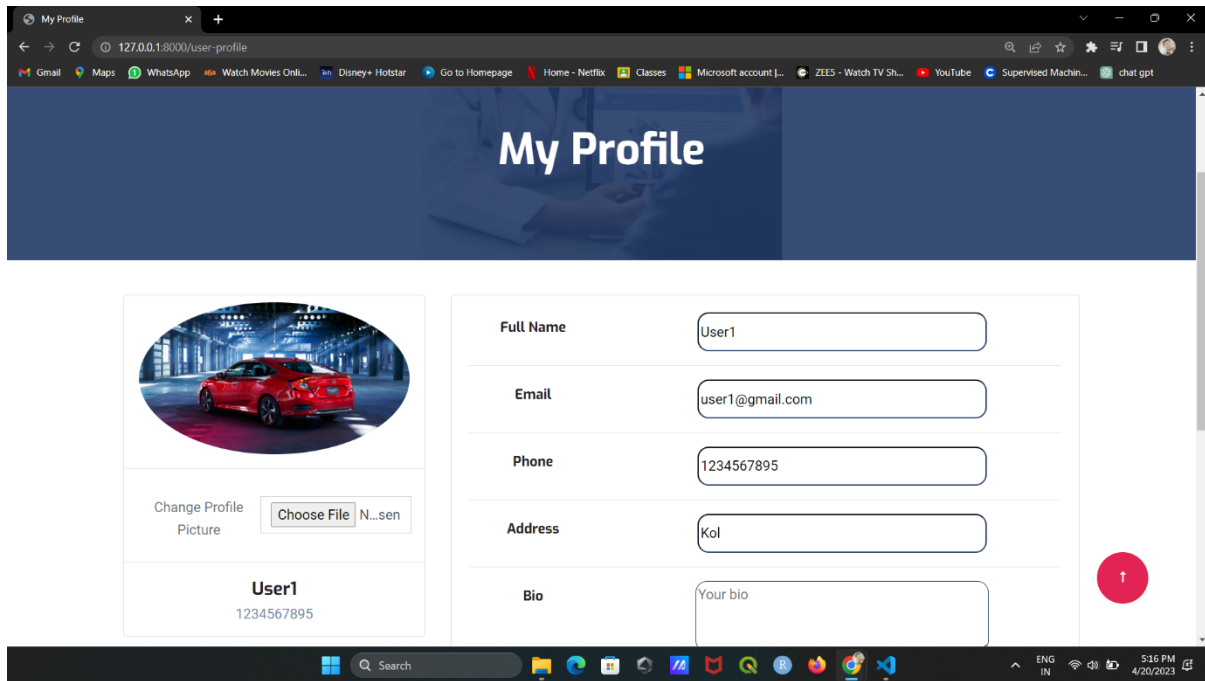 My Profile
127.0.0.1:8000/user-profile
Gmail Maps WhatsApp Watch Movies Onli... Disney+ Hotstar Go to Homepage Home - Netflix Classes Microsoft account |... ZEE5 - Watch TV Sh... YouTube Supervised Machin... chat gpt
My Profile
Change Profile
Picture
Choose File N...sen
User1
1234567895
Full Name User1
Email user1@gmail.com
Phone 1234567895
Address Kol
Bio Your bio
Search
ENG
IN
5:16 PM
4/20/2023